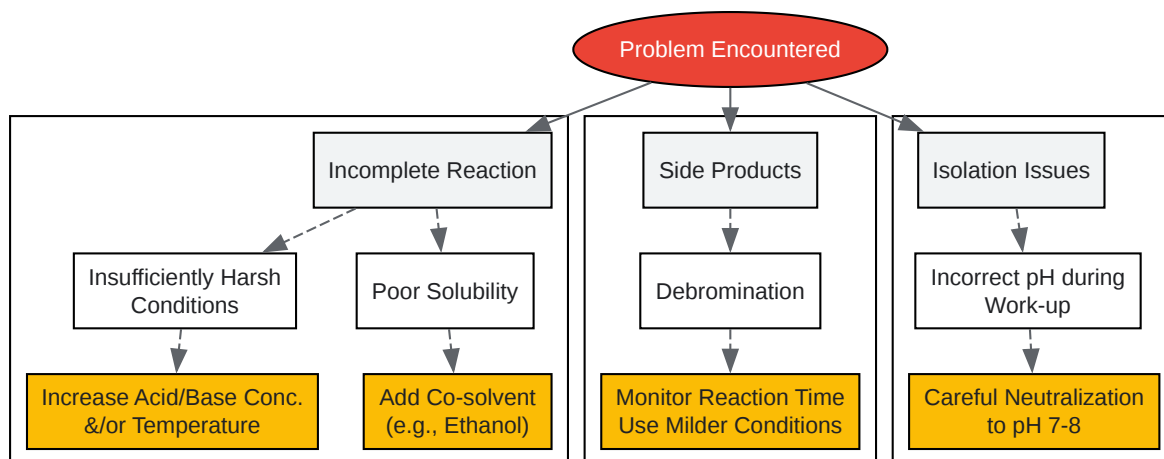 Problem Encountered
Incomplete Reaction
Side Products
Isolation Issues
Insufficiently Harsh
Conditions
Poor Solubility
Debromination
Incorrect pH during
Work-up
Increase Acid/Base Conc.
&/or Temperature
Add Co-solvent
(e.g., Ethanol)
Monitor Reaction Time
Use Milder Conditions
Careful Neutralization
to pH 7-8